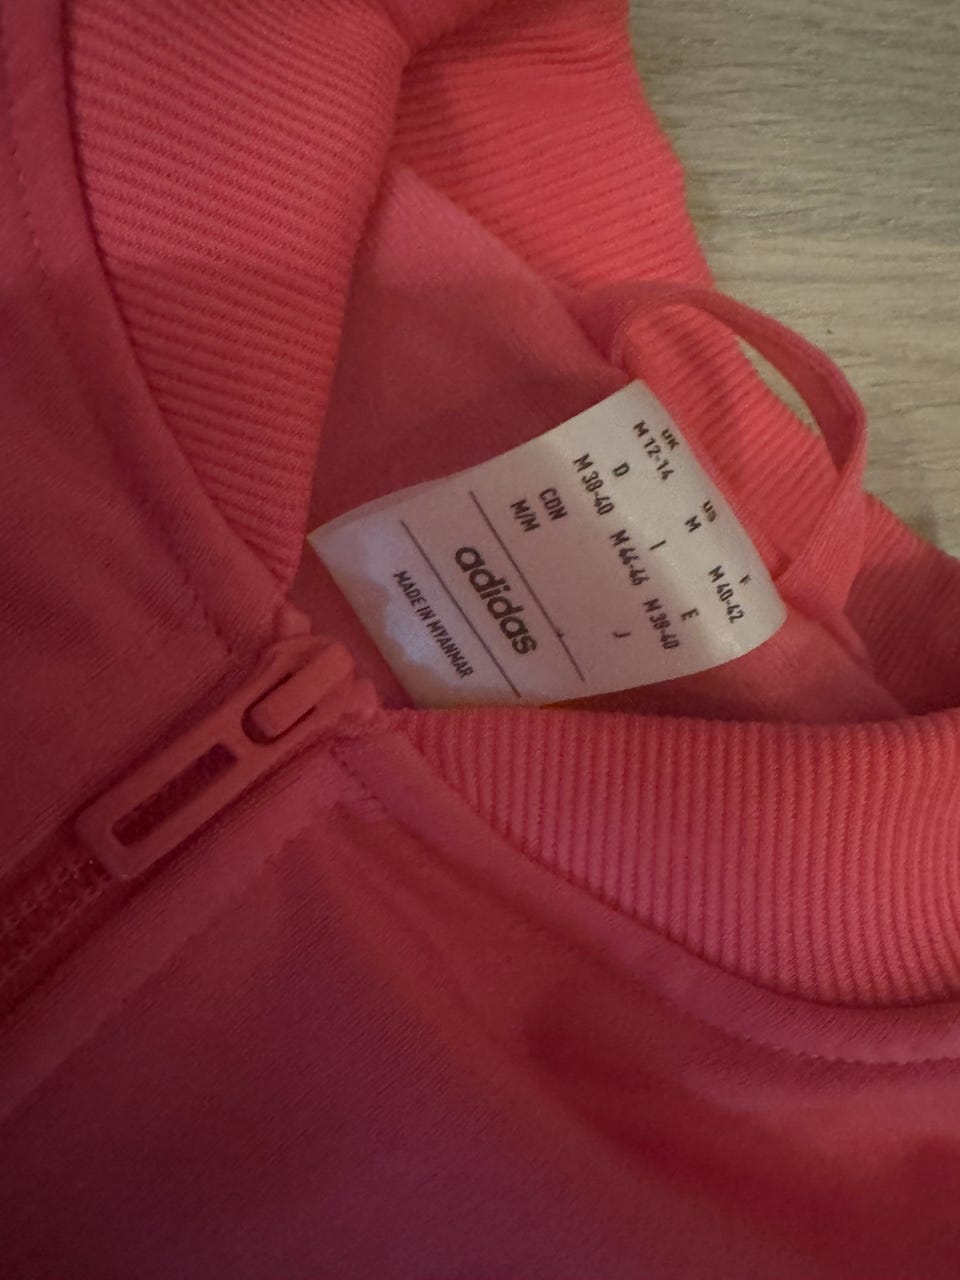 UK US F
M 12-14 M M 40-42
D I E
M 38-40 M 44-46 M 38-40
CDN J
M/M
adidas
MADE IN MYANMAR